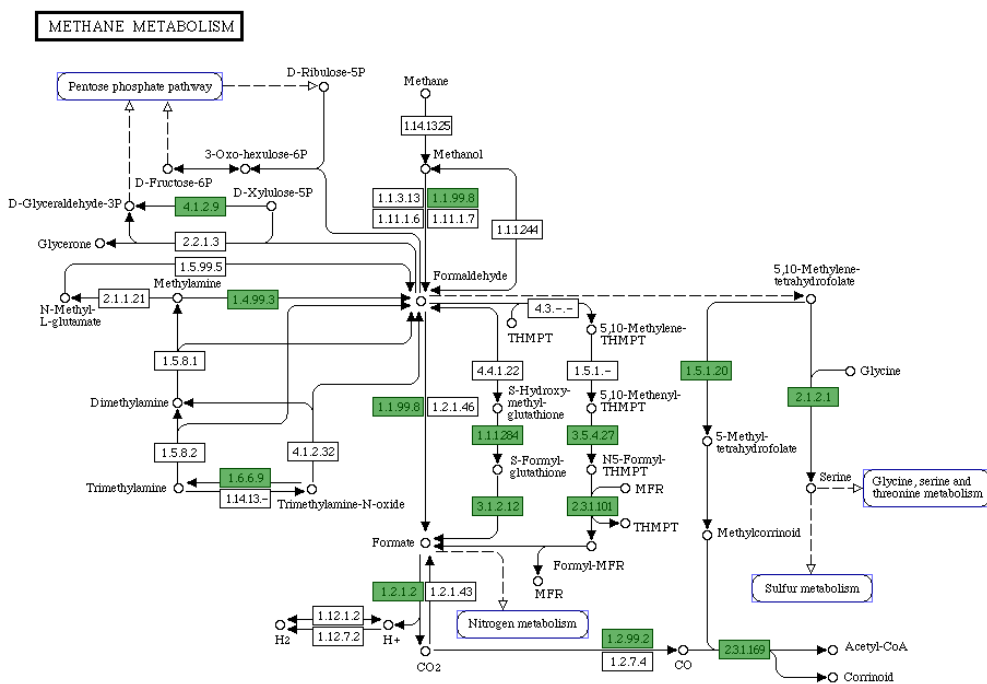 METHANE METABOLISM
D-Ribulose-5P
Pentose phosphate pathway
Methane
1.14.1325
3-Oxo-hexulose-6P
Methanol
D-Fructose-6P
D-Xylulose-5P
1.1.3.13
1.1.99.8
D-Glyceraldehyde-3P
4.1.2.9
1.11.1.6
1.11.1.7
1.1.1244
Glycerone
2.2.1.3
1.5.99.5
Methylamine
Formaldehyde
5,10-Methylene-
tetrahydrofolate
2.1.1.21
1.4.99.3
N-Methyl-
L-glutamate
4.3.-.-
THMPT
5,10-Methylene-
THMPT
1.5.8.1
4.4.1.22
1.5.1.-
1.5.1.20
Glycine
Dimethylamine
1.1.99.8
1.2.1.46
S-Hydroxy-
methyl-
glutathione
5,10-Methenyl-
THMPT
2.1.2.1
1.1.1284
3.5.4.27
5-Methyl-
tetrahydrofolate
1.5.8.2
4.1.2.32
S-Formyl-
glutathione
N5-Formyl-
THMPT
1.6.6.9
Trimethylamine
1.14.13.-
Trimethylamine-N-oxide
MFR
Serine
Glycine, serine and
threonine metabolism
3.1.2.12
2.3.1.101
THMPT
Methylcorrinoid
Formate
Formyl-MFR
MFR
1.2.1.2
1.2.1.43
Sulfur metabolism
1.12.1.2
Nitrogen metabolism
H2
1.12.7.2
H+
1.2.99.2
CO2
1.2.7.4
CO
2.3.1.169
Acetyl-CoA
Corrinoid